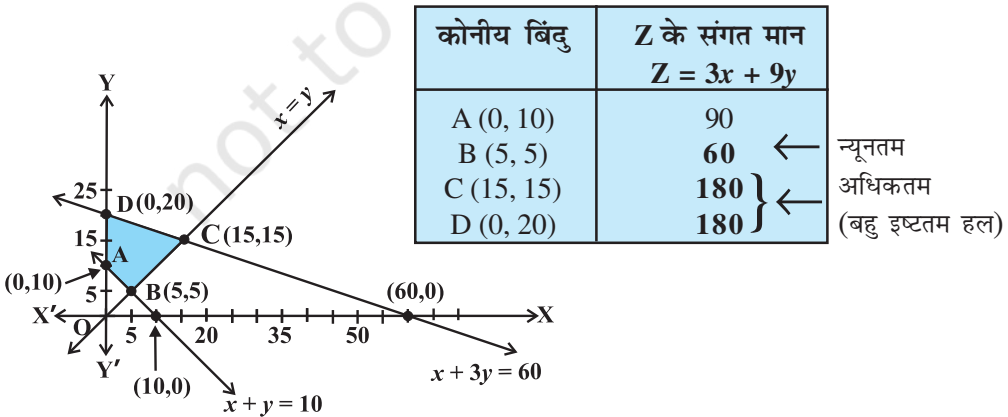 not to
Y
x = y
25
D (0,20)
15
C (15,15)
A
(0,10)
5
B (5,5)
(60,0)
X′
O
5
20
35
50
X
Y′
(10,0)
x + y = 10
x + 3y = 60
कोनीय बिंदु
Z के संगत मान
Z = 3x + 9y
A (0, 10) 90
B (5, 5) 60 ← न्यूनतम
C (15, 15) 180 } ← अधिकतम
D (0, 20) 180 (बहु इष्टतम हल)